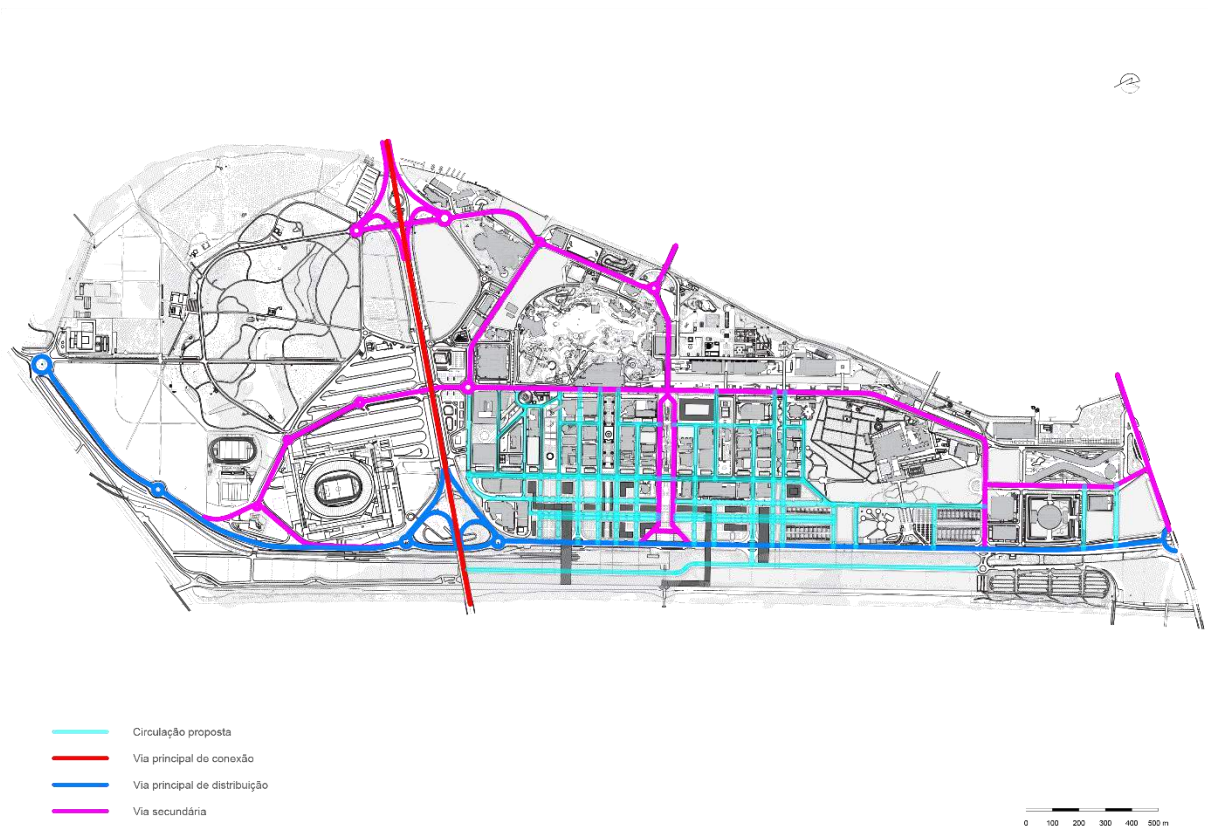 Circulação proposta
Via principal de conexão
Via principal de distribuição
Via secundária
0 100 200 300 400 500 m